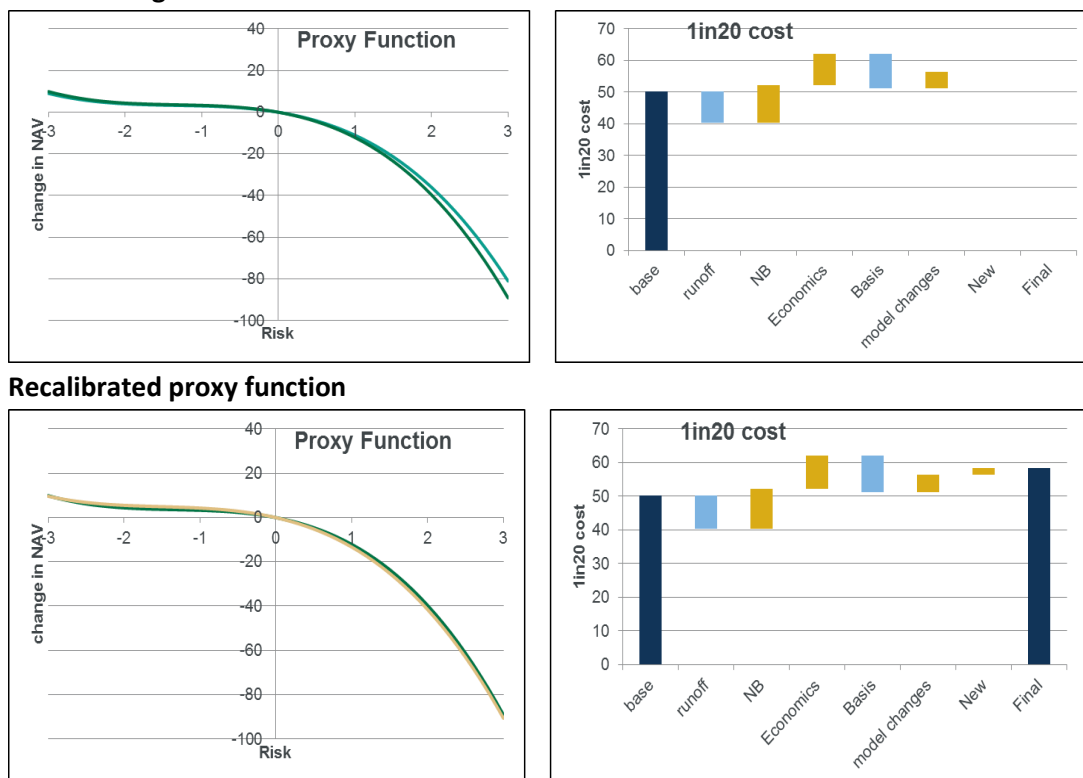 Proxy Function
40
20
0
-20
-40
-60
-80
-100
-3
-2
-1
0
1
2
3
change in NAV
Risk
1in20 cost
70
60
50
40
30
20
10
0
1in20 cost
base
runoff
NB
Economics
Basis
model changes
New
Final
Recalibrated proxy function
Proxy Function
40
20
0
-20
-40
-60
-80
-100
-3
-2
-1
0
1
2
3
change in NAV
Risk
1in20 cost
70
60
50
40
30
20
10
0
1in20 cost
base
runoff
NB
Economics
Basis
model changes
New
Final